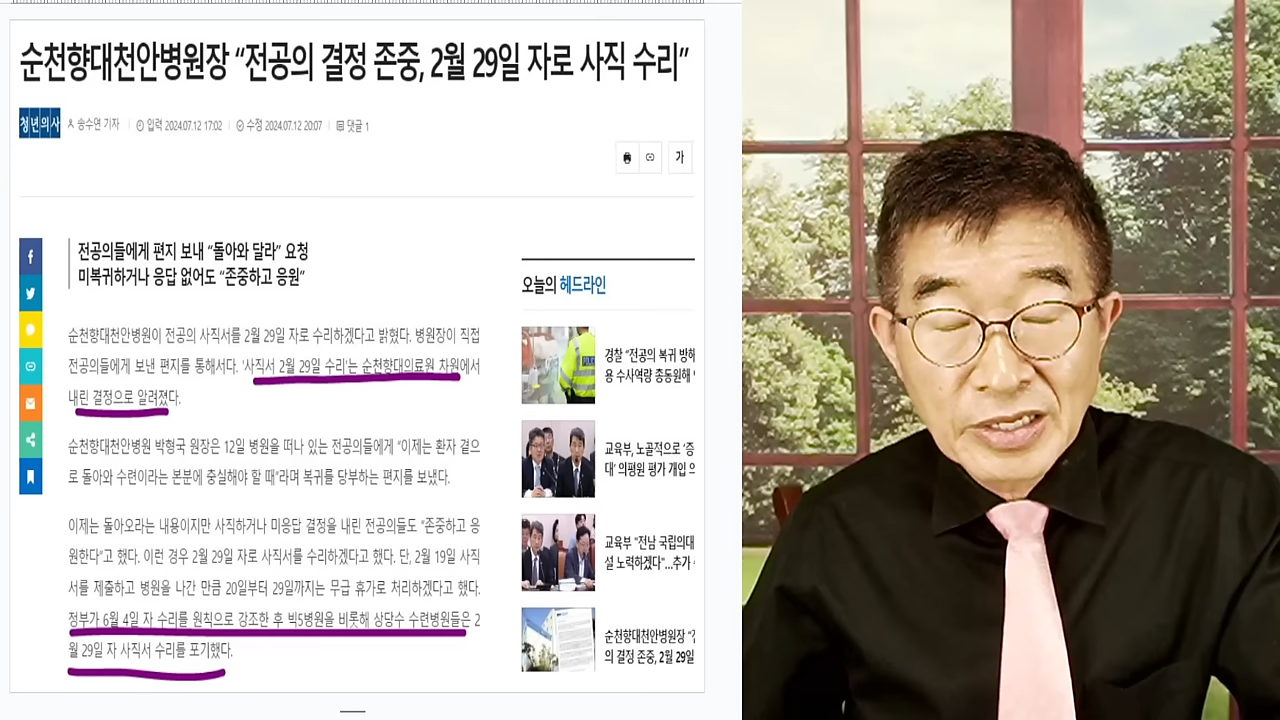 순천향대천안병원장 “전공의 결정 존중, 2월 29일 자로 사직 수리”
청년의사 송수연 기자 입력 2024.07.12 17:02 수정 2024.07.12 20:07 댓글 1
가
전공의들에게 편지 보내 “돌아와 달라” 요청
미복귀하거나 응답 없어도 “존중하고 응원”
순천향대천안병원이 전공의 사직서를 2월 29일 자로 수리하겠다고 밝혔다. 병원장이 직접
전공의들에게 보낸 편지를 통해서다. '사직서 2월 29일 수리'는 순천향대의료원 차원에서
내린 결정으로 알려졌다.
순천향대천안병원 박형국 원장은 12일 병원을 떠나 있는 전공의들에게 “이제는 환자 곁으
로 돌아와 수련이라는 본분에 충실해야 할 때”라며 복귀를 당부하는 편지를 보냈다.
이제는 돌아오라는 내용이지만 사직하거나 미응답 결정을 내린 전공의들도 “존중하고 응
원한다”고 했다. 이런 경우 2월 29일 자로 사직서를 수리하겠다고 했다. 단, 2월 19일 사직
서를 제출하고 병원을 나간 만큼 20일부터 29일까지는 무급 휴가로 처리하겠다고 했다.
정부가 6월 4일 자 수리를 원칙으로 강조한 후 빅5병원을 비롯해 상당수 수련병원들은 2
월 29일 자 사직서 수리를 포기했다.
오늘의 헤드라인
경찰 “전공의 복귀 방해
용 수사역량 총동원해
교육부, 노골적으로 ‘증
대’ 의평원 평가 개입 의
교육부 “전남 국립의대
설 노력하겠다”…추가
순천향대천안병원장 “전
의 결정 존중, 2월 29일